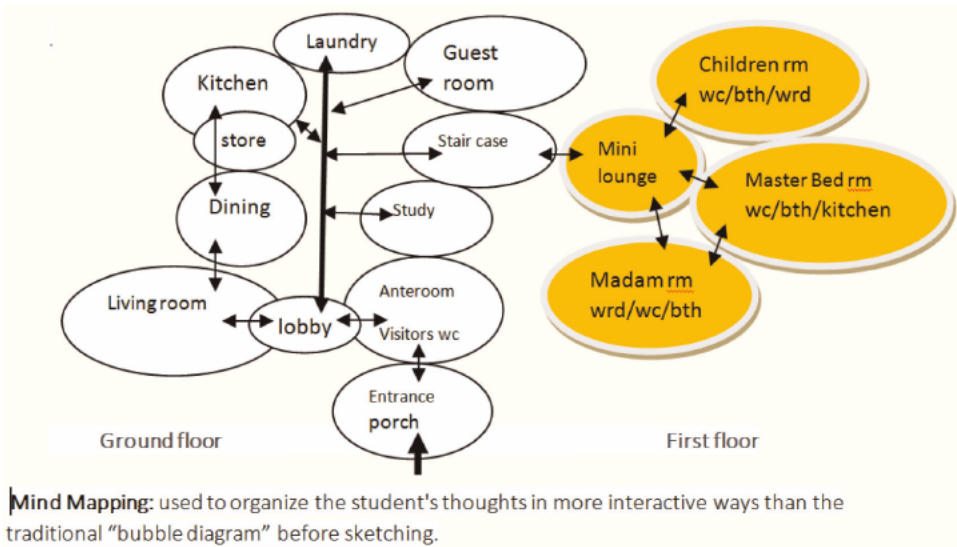 Laundry
Guest
room
Kitchen
store
Stair case
Dining
Study
Living room
lobby
Anteroom
Visitors wc
Entrance
porch
Ground floor
Children rm
wc/bth/wrd
Mini
lounge
Master Bed rm
wc/bth/kitchen
Madam rm
wrd/wc/bth
First floor
Mind Mapping: used to organize the student's thoughts in more interactive ways than the
traditional “bubble diagram” before sketching.